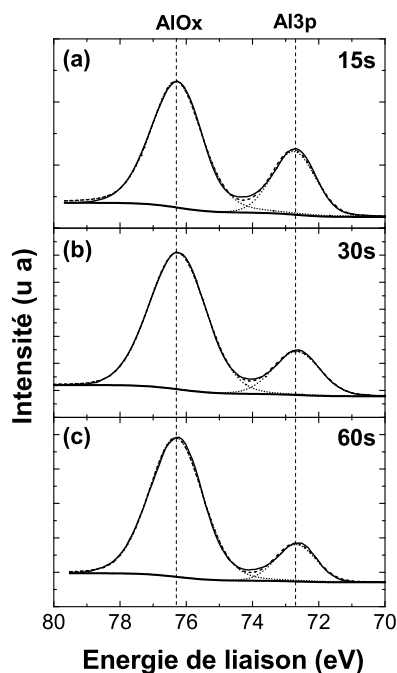 AlOx Al3p
(a) 15s
(b) 30s
(c) 60s
Intensité (u a)
80 78 76 74 72 70
Energie de liaison (eV)